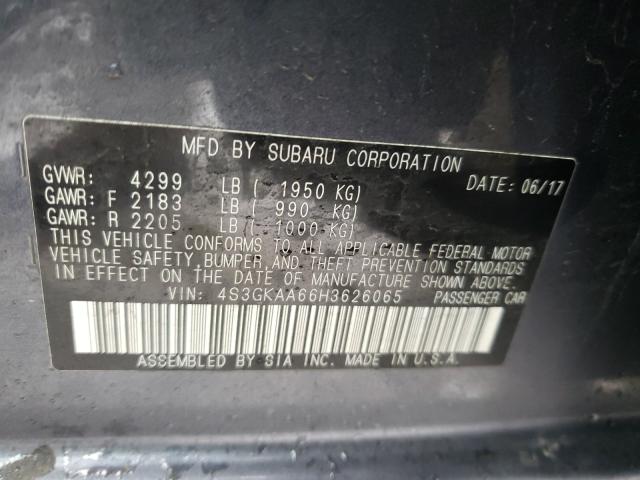 MFD BY SUBARU CORPORATION
GVWR: 4299 LB ( 1950 KG) DATE: 06/17
GAWR: F 2183 LB ( 990 KG)
GAWR: R 2205 LB ( 1000 KG)
THIS VEHICLE CONFORMS TO ALL APPLICABLE FEDERAL MOTOR
VEHICLE SAFETY, BUMPER, AND THEFT PREVENTION STANDARDS
IN EFFECT ON THE DATE OF MANUFACTURE SHOWN ABOVE.
VIN: 4S3GKAA66H3626065 PASSENGER CAR
ASSEMBLED BY SIA INC. MADE IN U.S.A.